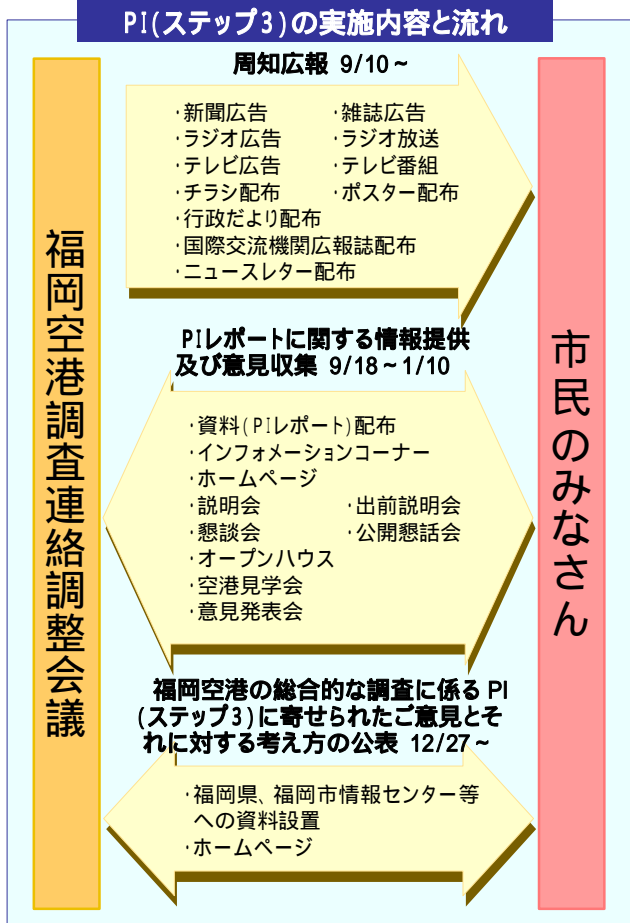 PI(ステップ3)の実施内容と流れ
福岡空港調査連絡調整会議
周知広報 9/10~
・新聞広告 ・雑誌広告
・ラジオ広告 ・ラジオ放送
・テレビ広告 ・テレビ番組
・チラシ配布 ・ポスター配布
・行政だより配布
・国際交流機関広報誌配布
・ニュースレター配布
PIレポートに関する情報提供
及び意見収集 9/18~1/10
・資料(PIレポート)配布
・インフォメーションコーナー
・ホームページ
・説明会 ・出前説明会
・懇談会 ・公開懇話会
・オープンハウス
・空港見学会
・意見発表会
福岡空港の総合的な調査に係る PI
(ステップ3)に寄せられたご意見とそ
れに対する考え方の公表 12/27~
・福岡県、福岡市情報センター等
への資料設置
・ホームページ
市民のみなさん